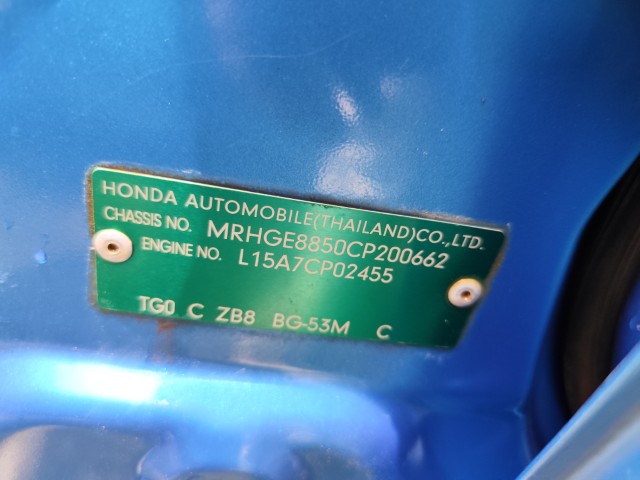 HONDA AUTOMOBILE(THAILAND)CO.,LTD.
CHASSIS NO. MRHGE8850CP200662
ENGINE NO. L15A7CP02455
TG0 C ZB8 BG-53M C